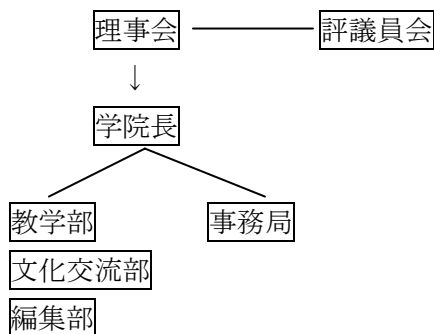 理事会 評議員会
↓
学院長
教学部 事務局
文化交流部
編集部